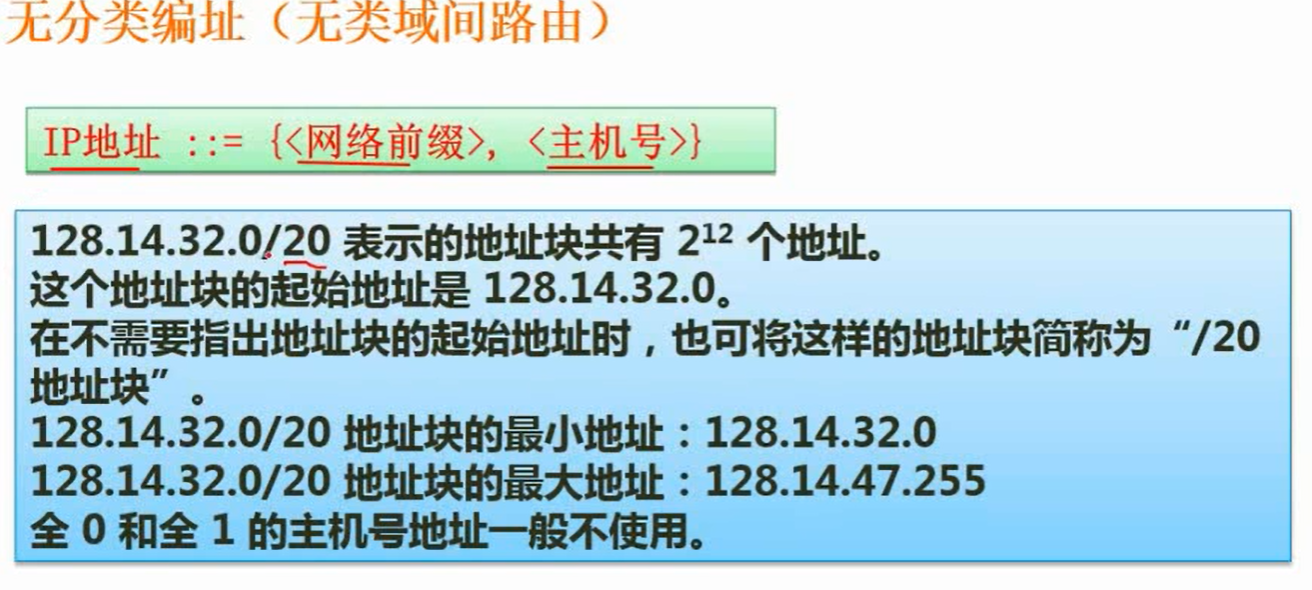 无分类编址（无类域间路由）
IP地址 ::= {<网络前缀>, <主机号>}
128.14.32.0/20 表示的地址块共有 2¹² 个地址。
这个地址块的起始地址是 128.14.32.0。
在不需要指出地址块的起始地址时，也可将这样的地址块简称为“/20
地址块”。
128.14.32.0/20 地址块的最小地址：128.14.32.0
128.14.32.0/20 地址块的最大地址：128.14.47.255
全 0 和全 1 的主机号地址一般不使用。